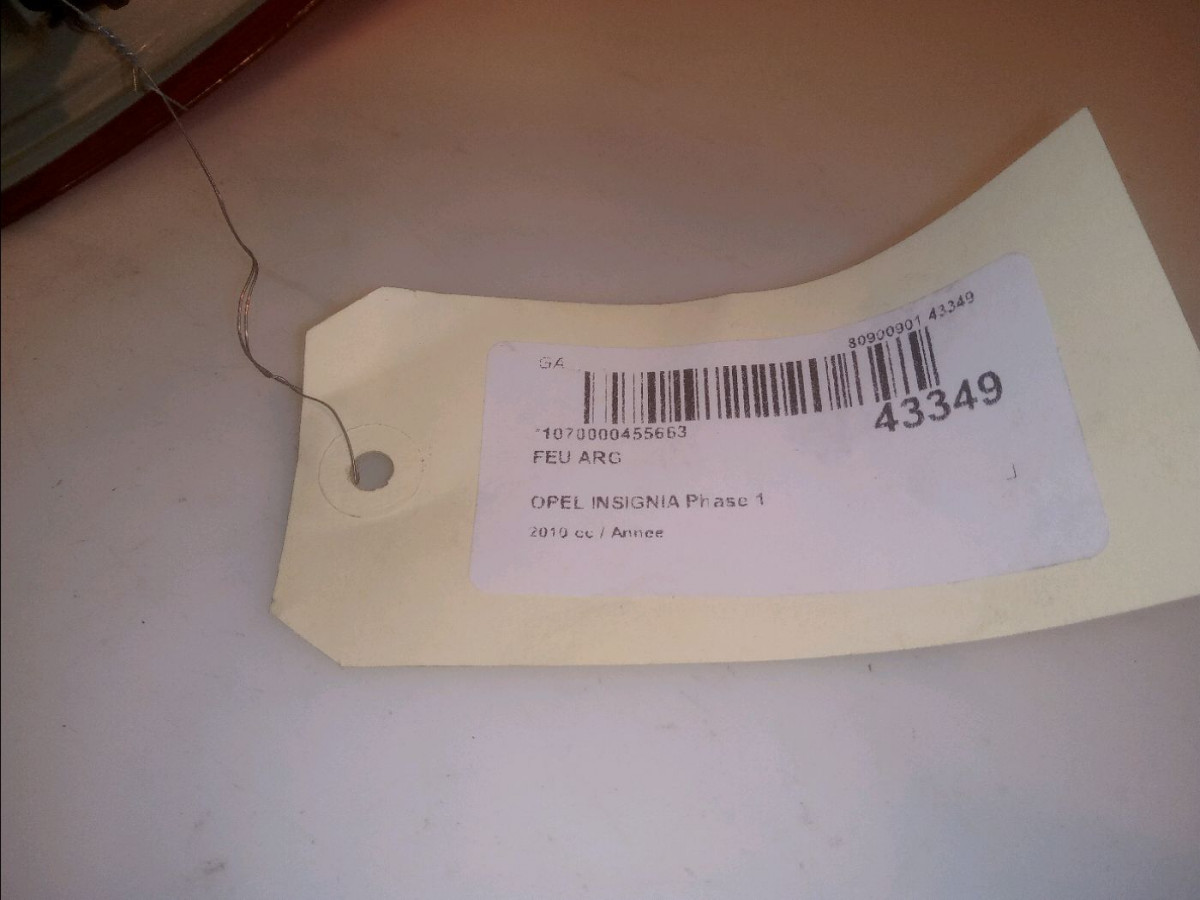 80900901 43349
GA
43349
*1070000455663
FEU ARG
OPEL INSIGNIA Phase 1
2010 cc / Annee